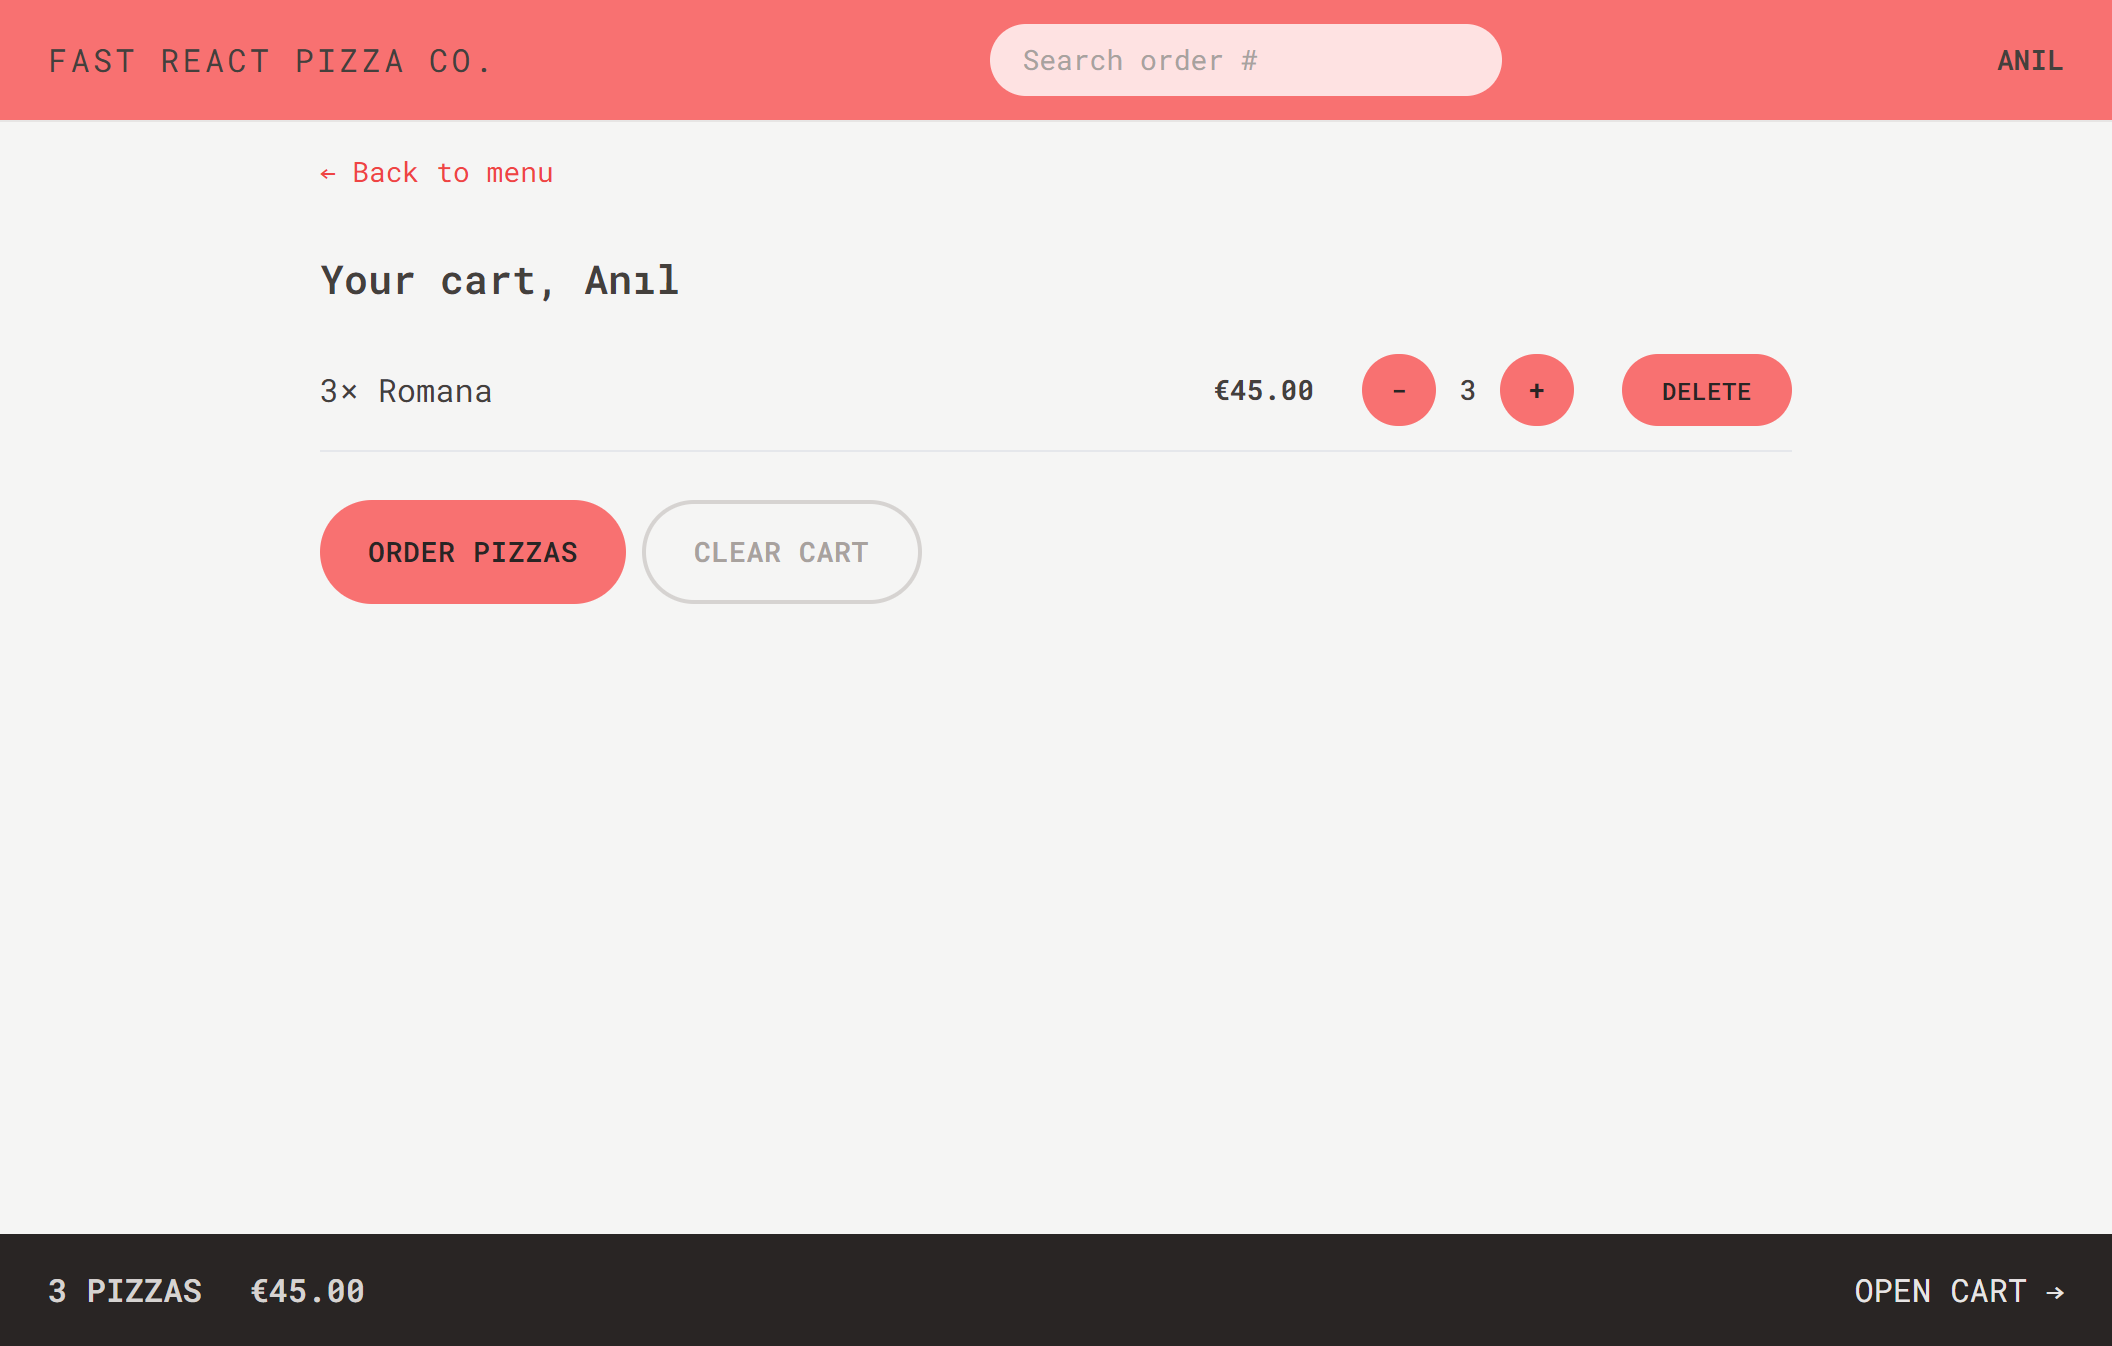 FAST REACT PIZZA CO.
Search order #
ANIL
← Back to menu
Your cart, Anıl
3× Romana
€45.00
-
3
+
DELETE
ORDER PIZZAS
CLEAR CART
3 PIZZAS €45.00
OPEN CART →